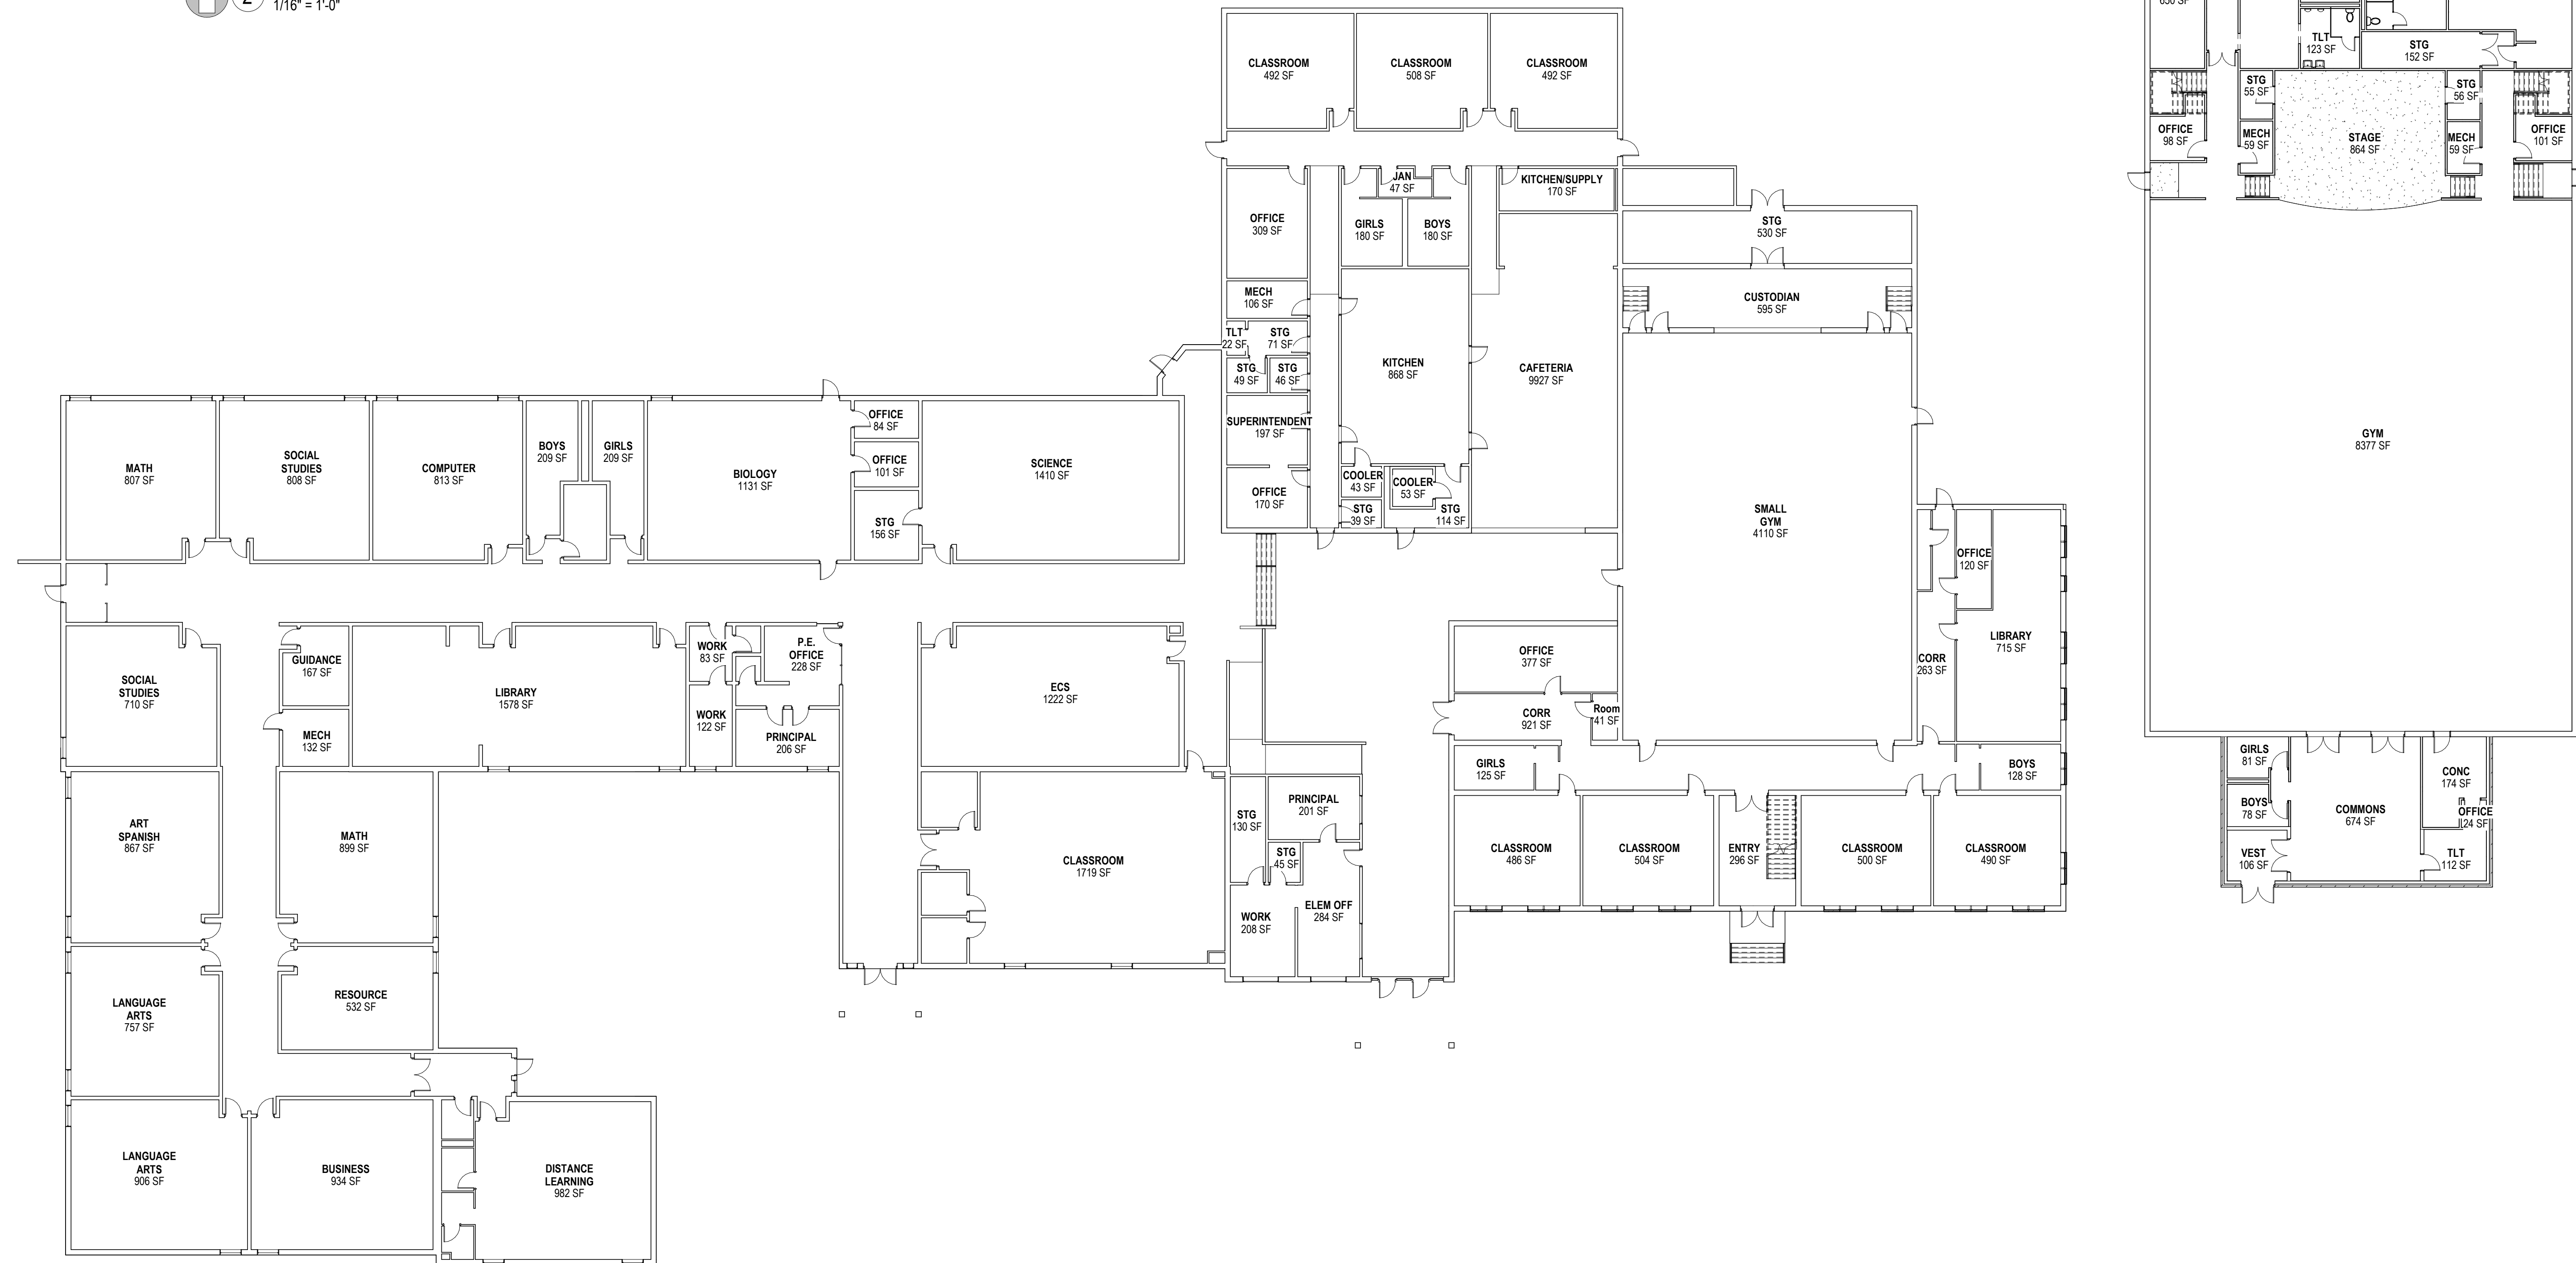 2
1/16" = 1'-0"
650 SF
TLT
123 SF
STG
152 SF
STG
55 SF
STG
56 SF
OFFICE
98 SF
MECH
59 SF
STAGE
864 SF
MECH
59 SF
OFFICE
101 SF
CLASSROOM
492 SF
CLASSROOM
508 SF
CLASSROOM
492 SF
JAN
47 SF
KITCHEN/SUPPLY
170 SF
OFFICE
309 SF
GIRLS
180 SF
BOYS
180 SF
STG
530 SF
MECH
106 SF
CUSTODIAN
595 SF
TLT
22 SF
STG
71 SF
STG
49 SF
STG
46 SF
KITCHEN
868 SF
CAFETERIA
9927 SF
SUPERINTENDENT
197 SF
OFFICE
170 SF
COOLER
43 SF
COOLER
53 SF
STG
39 SF
STG
114 SF
SMALL
GYM
4110 SF
GYM
8377 SF
MATH
807 SF
SOCIAL
STUDIES
808 SF
COMPUTER
813 SF
BOYS
209 SF
GIRLS
209 SF
BIOLOGY
1131 SF
OFFICE
84 SF
OFFICE
101 SF
STG
156 SF
SCIENCE
1410 SF
OFFICE
120 SF
LIBRARY
715 SF
CORR
263 SF
SOCIAL
STUDIES
710 SF
GUIDANCE
167 SF
MECH
132 SF
LIBRARY
1578 SF
WORK
83 SF
WORK
122 SF
P.E.
OFFICE
228 SF
PRINCIPAL
206 SF
ECS
1222 SF
OFFICE
377 SF
CORR
921 SF
Room
41 SF
GIRLS
125 SF
BOYS
128 SF
GIRLS
81 SF
BOYS
78 SF
VEST
106 SF
COMMONS
674 SF
CONC
174 SF
OFFICE
24 SF
TLT
112 SF
ART
SPANISH
867 SF
MATH
899 SF
CLASSROOM
1719 SF
STG
130 SF
PRINCIPAL
201 SF
STG
45 SF
WORK
208 SF
ELEM OFF
284 SF
CLASSROOM
486 SF
CLASSROOM
504 SF
ENTRY
296 SF
CLASSROOM
500 SF
CLASSROOM
490 SF
LANGUAGE
ARTS
757 SF
RESOURCE
532 SF
LANGUAGE
ARTS
906 SF
BUSINESS
934 SF
DISTANCE
LEARNING
982 SF